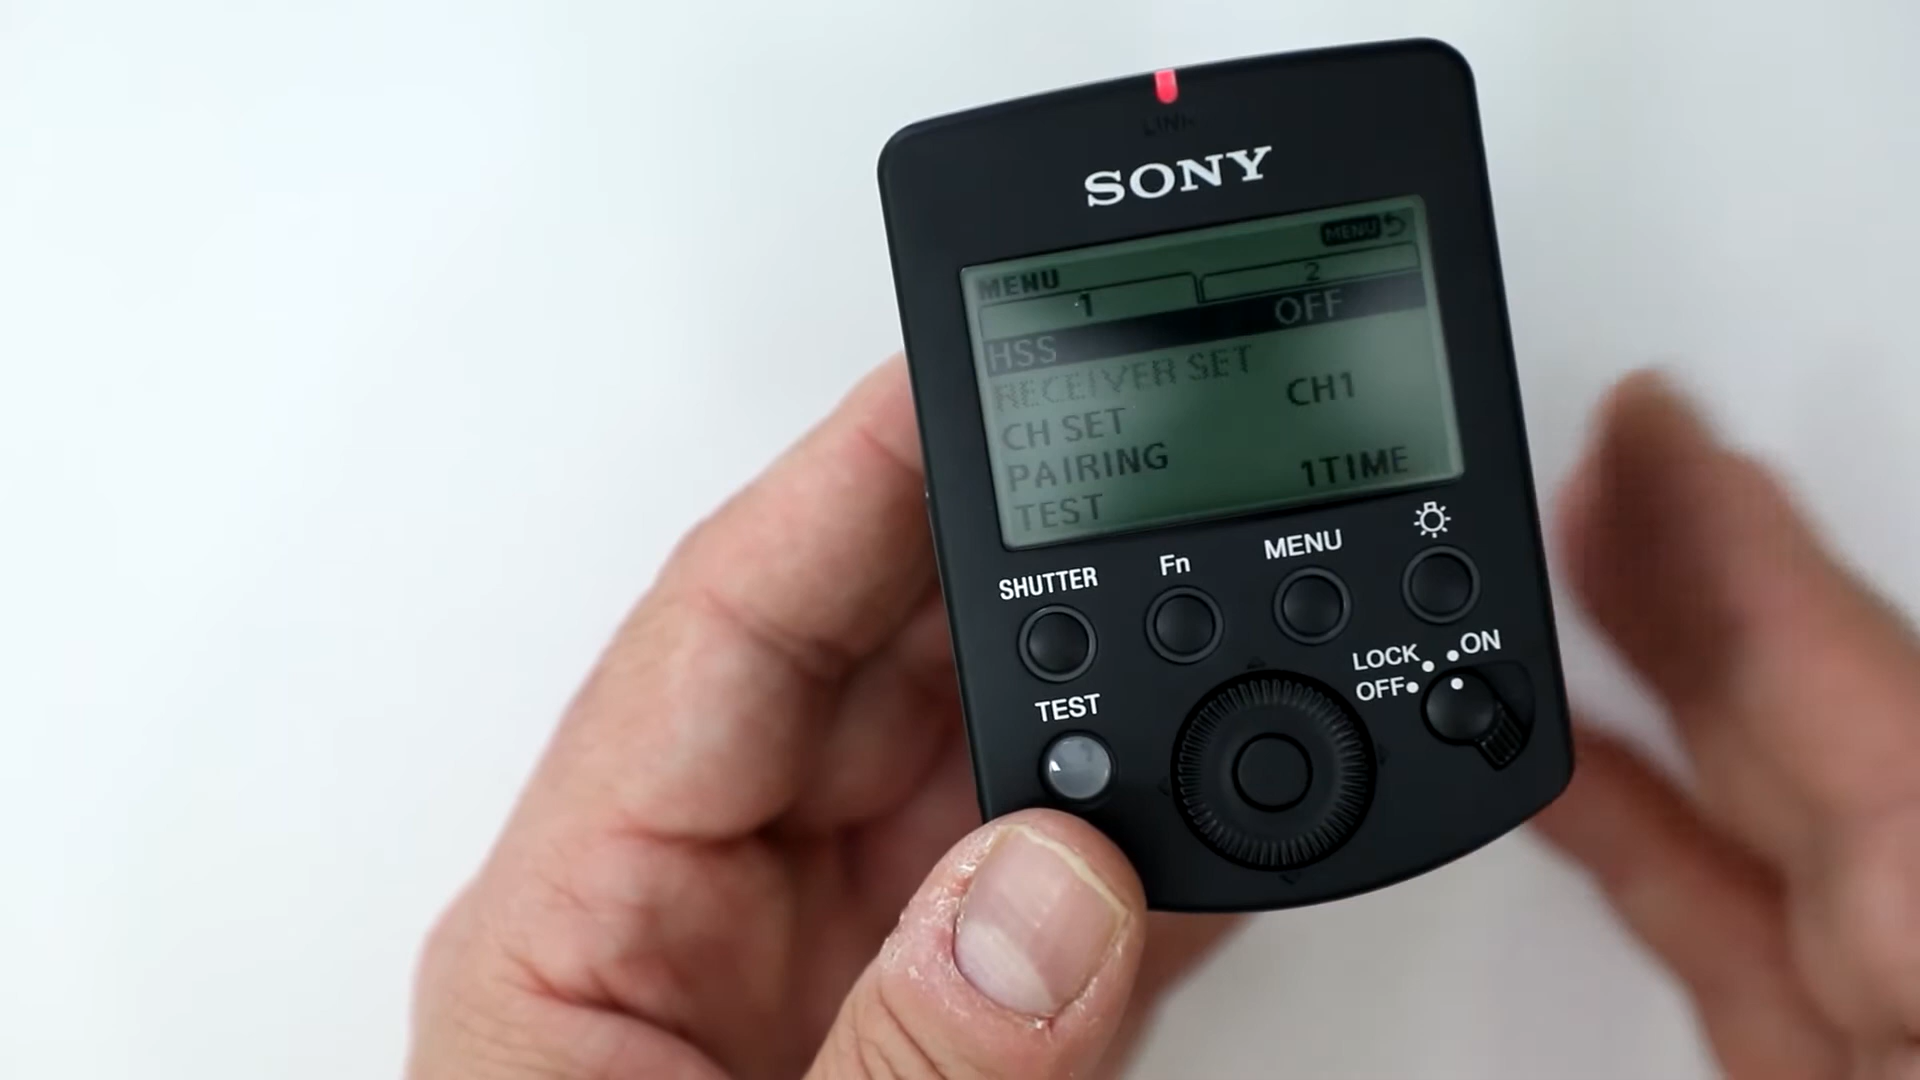 LINK
SONY
MENU
MENU
1 2
HSS OFF
RECEIVER SET
CH SET CH1
PAIRING
TEST 1TIME
SHUTTER Fn MENU
LOCK ON
OFF
TEST